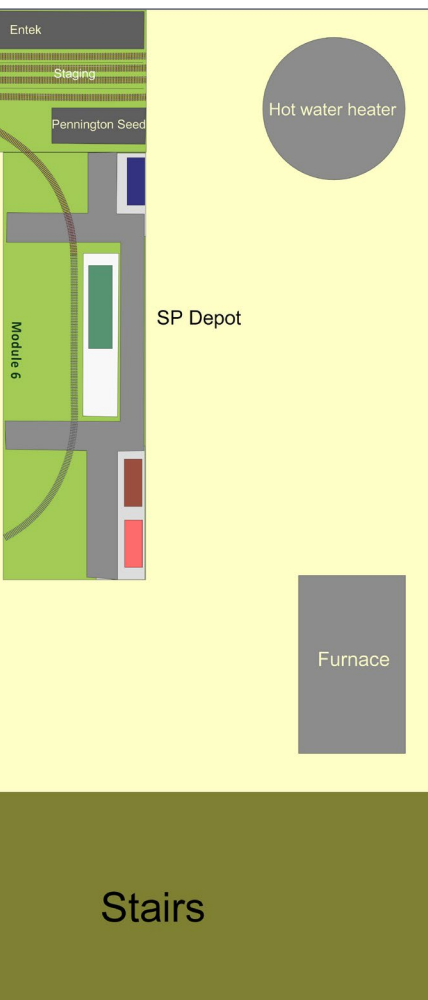 Entek
Staging
Hot water heater
Pennington Seed
SP Depot
Module 6
Furnace
Stairs